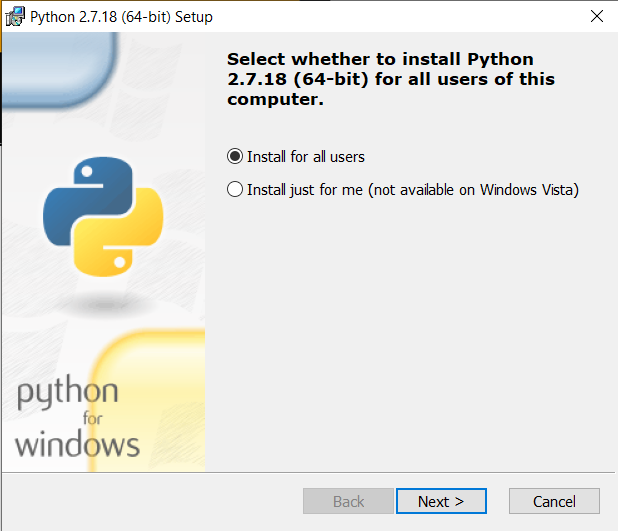 Python 2.7.18 (64-bit) Setup
Select whether to install Python
2.7.18 (64-bit) for all users of this
computer.
Install for all users
Install just for me (not available on Windows Vista)
python
for
windows
Back
Next >
Cancel